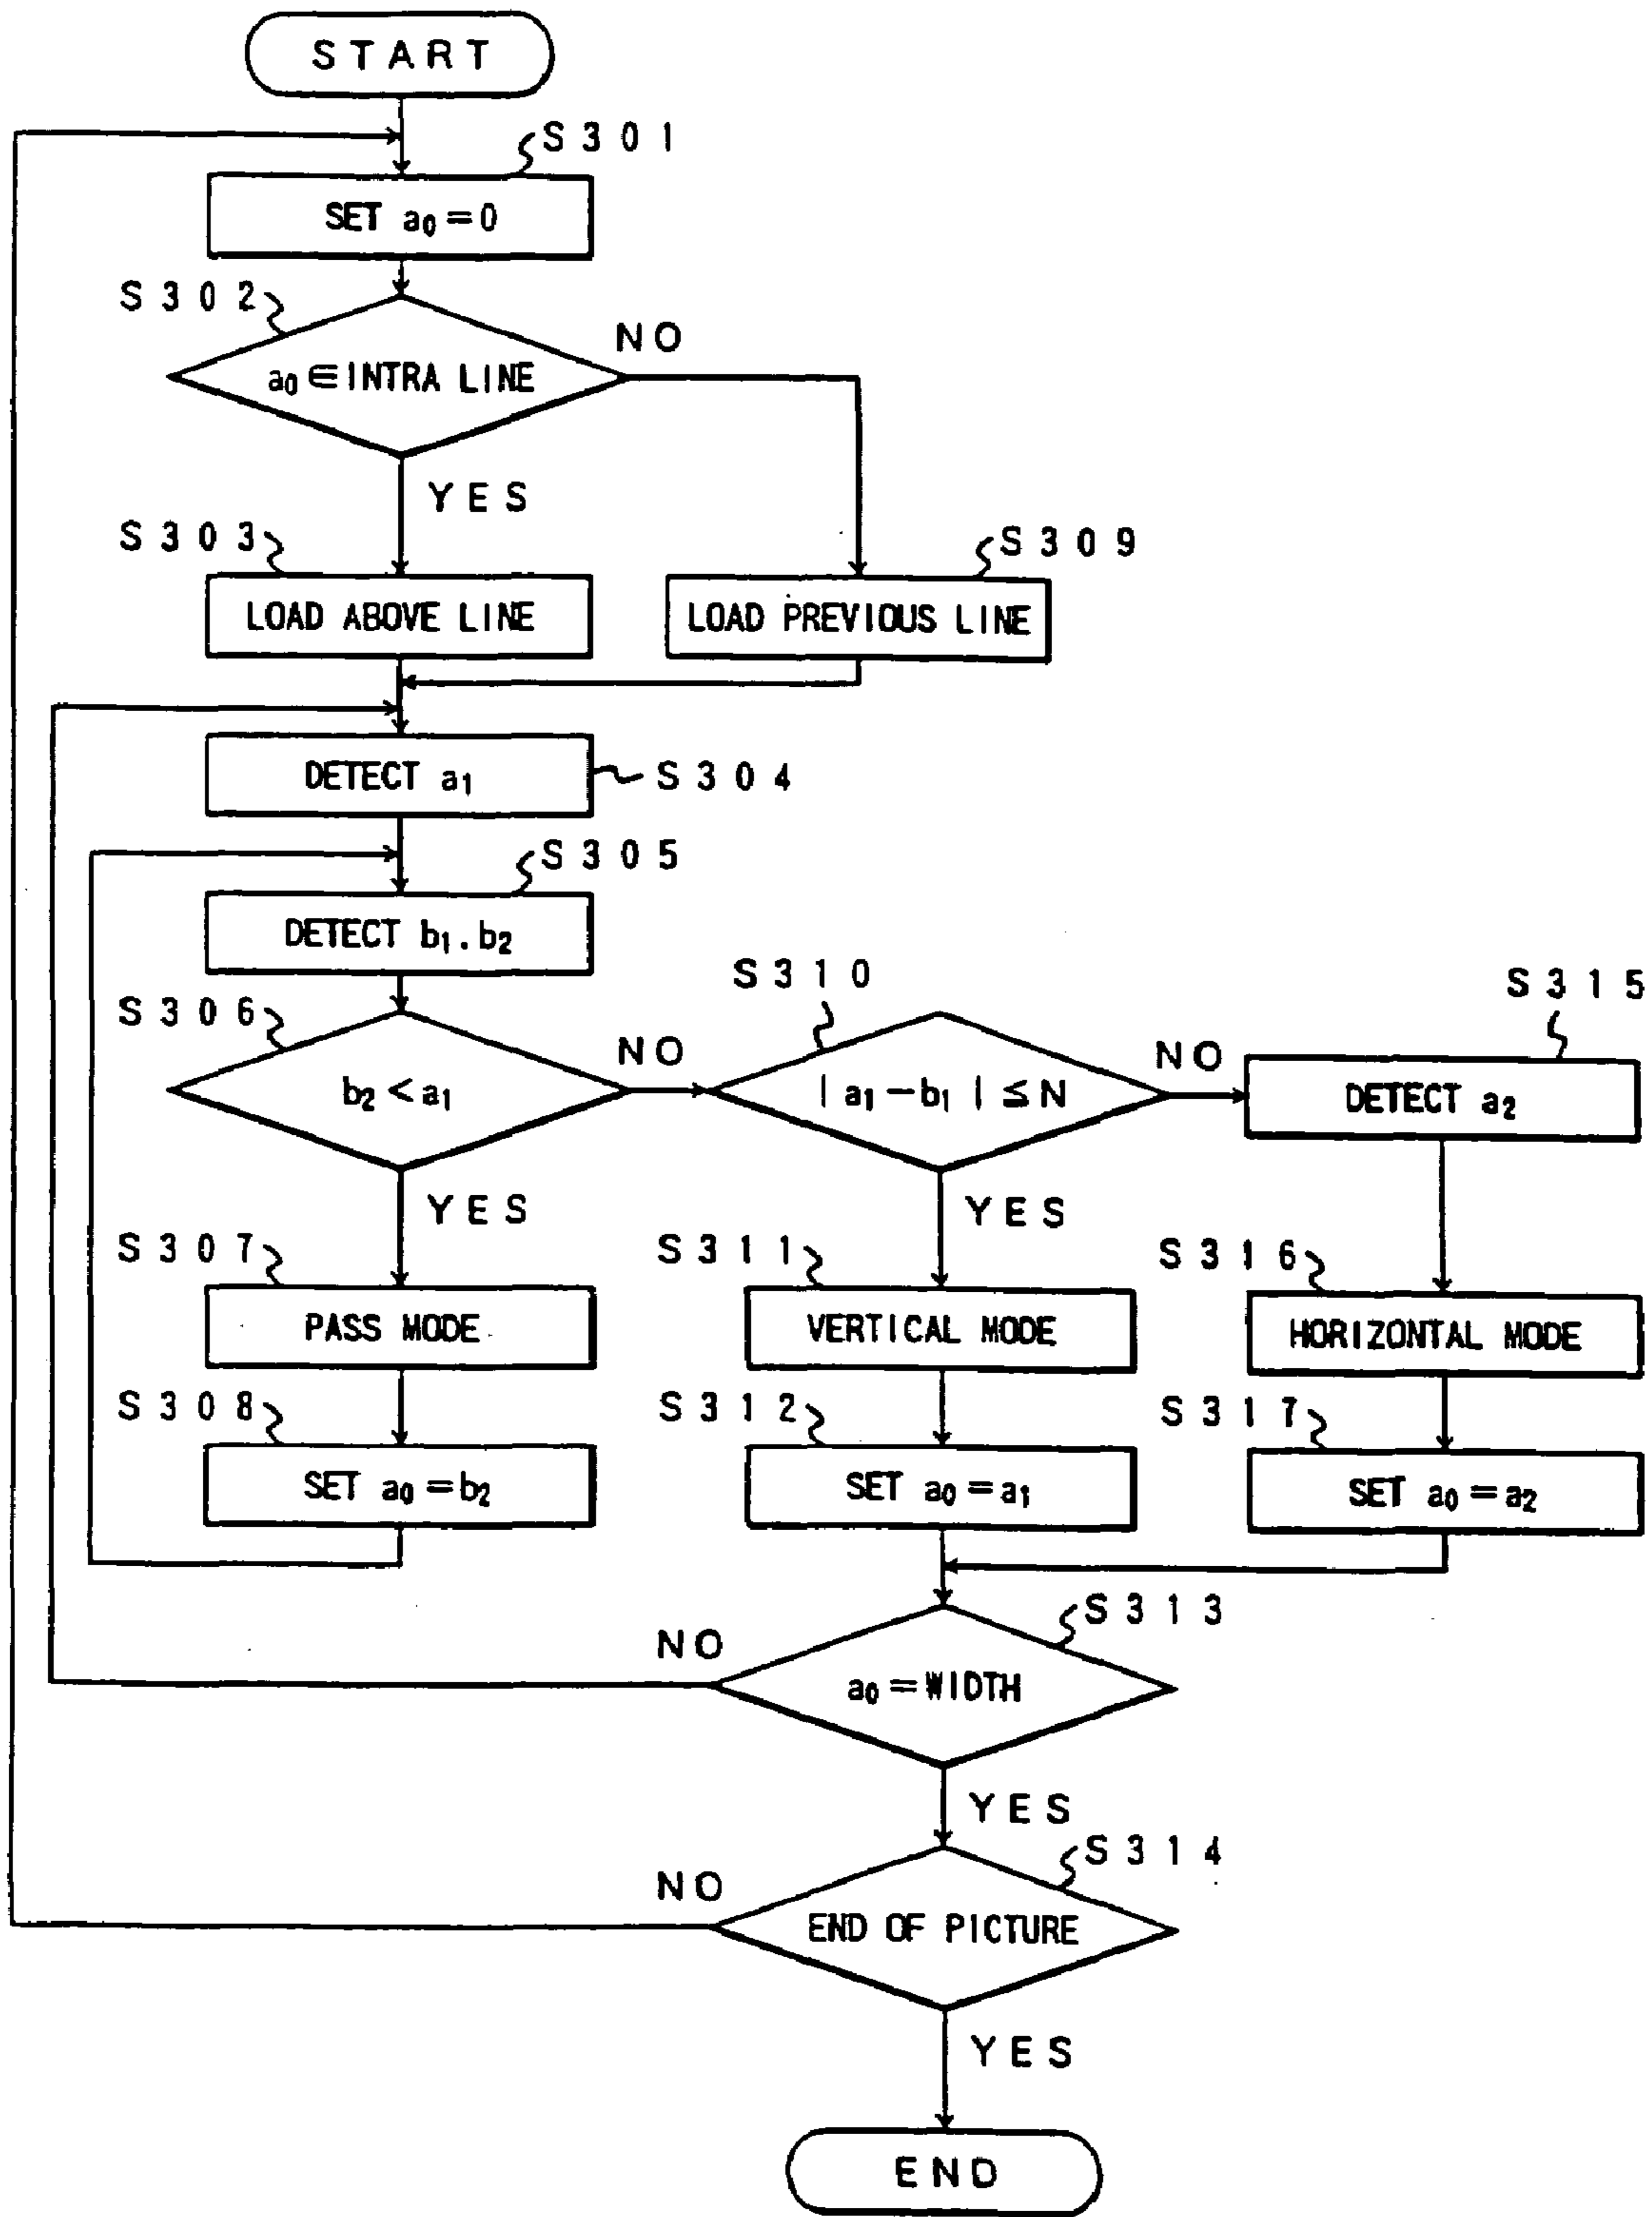 START
S301
SET a₀=0
S302
a₀∈INTRA LINE
NO
YES
S303
LOAD ABOVE LINE
S309
LOAD PREVIOUS LINE
DETECT a₁
S304
S305
DETECT b₁.b₂
S306
b₂<a₁
NO
S310
|a₁-b₁|≦N
NO
S315
DETECT a₂
YES
YES
S307
PASS MODE
S311
VERTICAL MODE
S316
HORIZONTAL MODE
S308
SET a₀=b₂
S312
SET a₀=a₁
S317
SET a₀=a₂
S313
NO
a₀=WIDTH
YES
S314
NO
END OF PICTURE
YES
END